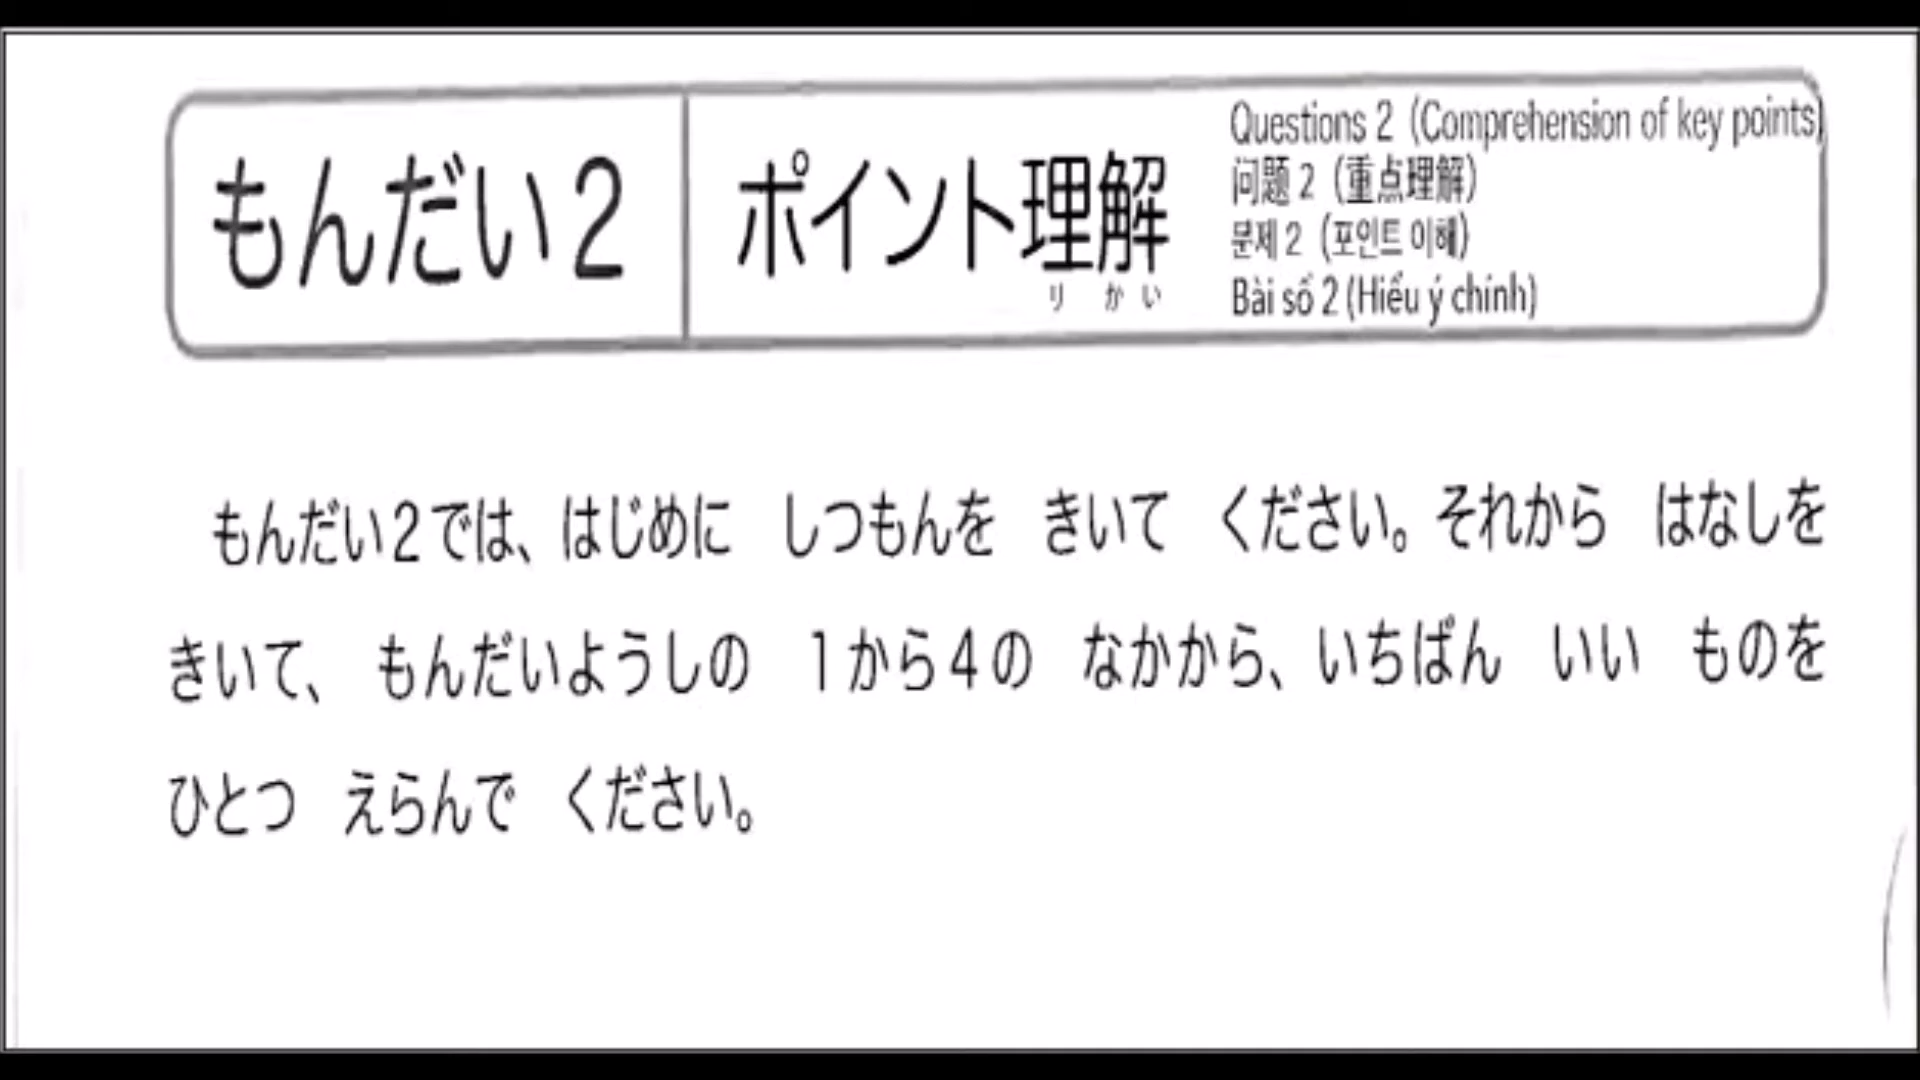 もんだい2
ポイント理解
りかい
Questions 2 (Comprehension of key points)
问题 2 (重点理解)
문제 2 (포인트 이해)
Bài số 2 (Hiểu ý chính)
もんだい2では、はじめに しつもんを きいて ください。それから はなしを
きいて、 もんだいようしの 1から4の なかから、いちばん いい ものを
ひとつ えらんで ください。